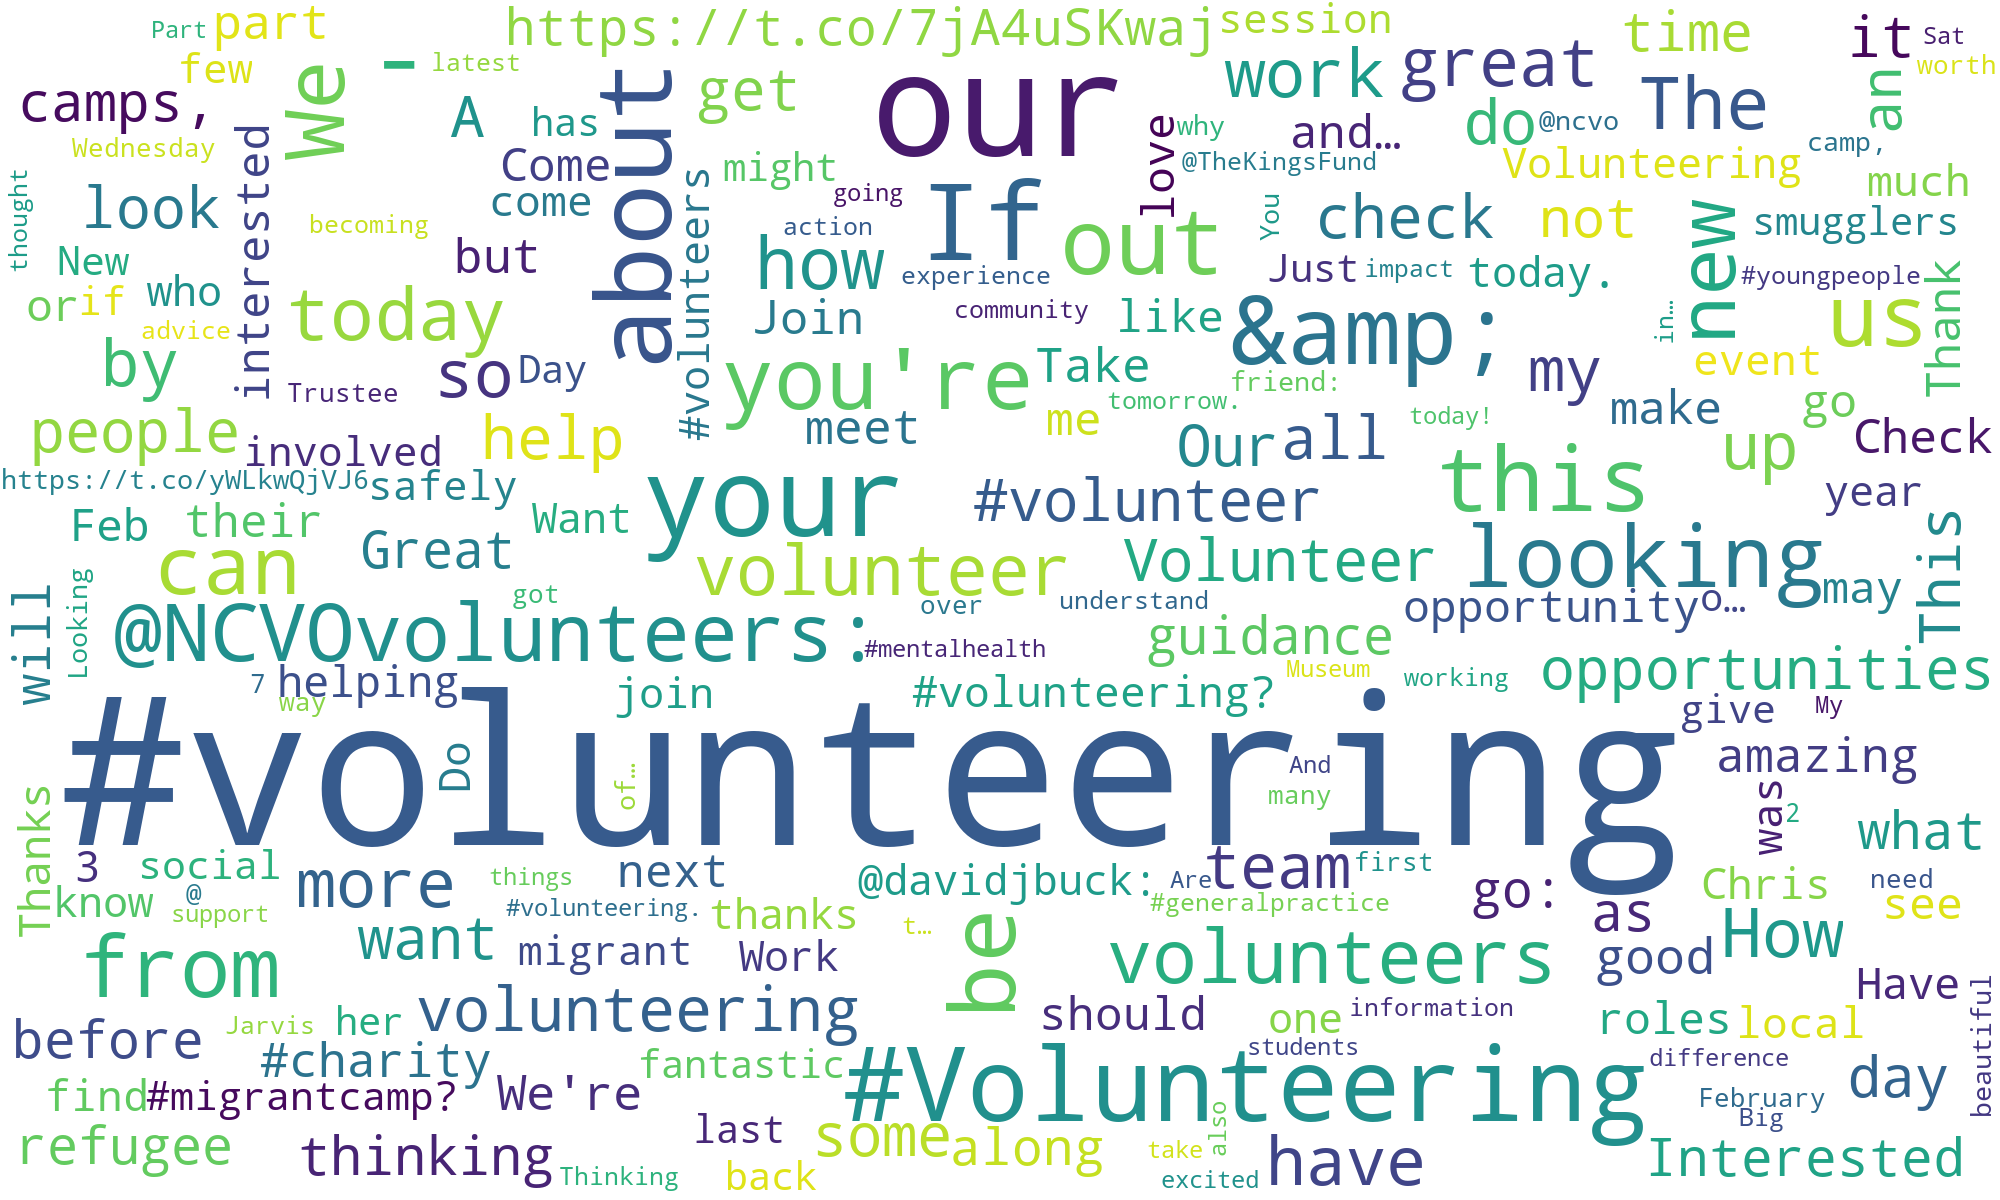 Part
part
https://t.co/7jA4uSKwaj
session
time
it
Sat
few
We
-
latest
about
get
our
work
great
The
an
worth
camps,
A
has
love
why
and…
do
@ncvo
Wednesday
interested
Come
#volunteers
might
@TheKingsFund
Volunteering
camp,
much
thought
look
come
going
If
out
You
check
not
new
smugglers
becoming
but
action
how
experience
Just
impact
today.
#youngpeople
Thank
New
who
today
community
like
&amp;
in…
us
or
if
advice
Join
by
so
Day
you're
Take
friend:
my
event
Trustee
tomorrow.
today!
make
go
people
involved
help
meet
me
Our
all
this
up
Check
https://t.co/yWLkwQjVJ6
safely
your
#volunteer
looking
year
Feb
their
Want
This
can
Great
volunteer
Volunteer
may
will
Looking
got
over
understand
opportunity
o…
@NCVOvolunteers:
#mentalhealth
guidance
opportunities
7
helping
join
#volunteering?
Museum
working
way
give
My
#volunteering
Do
of…
And
many
amazing
was
2
what
Thanks
3
social
more
things
next
@davidjbuck:
Are
team
first
go:
Chris
need
know
@
support
#volunteering.
thanks
t…
#generalpractice
as
see
from
want
migrant
Work
be
volunteers
good
How
Have
beautiful
before
Jarvis
her
volunteering
should
one
information
roles
local
#charity
fantastic
#Volunteering
students
difference
day
find
#migrantcamp?
We're
February
Big
refugee
thinking
last
some
along
also
take
have
Interested
Thinking
back
excited